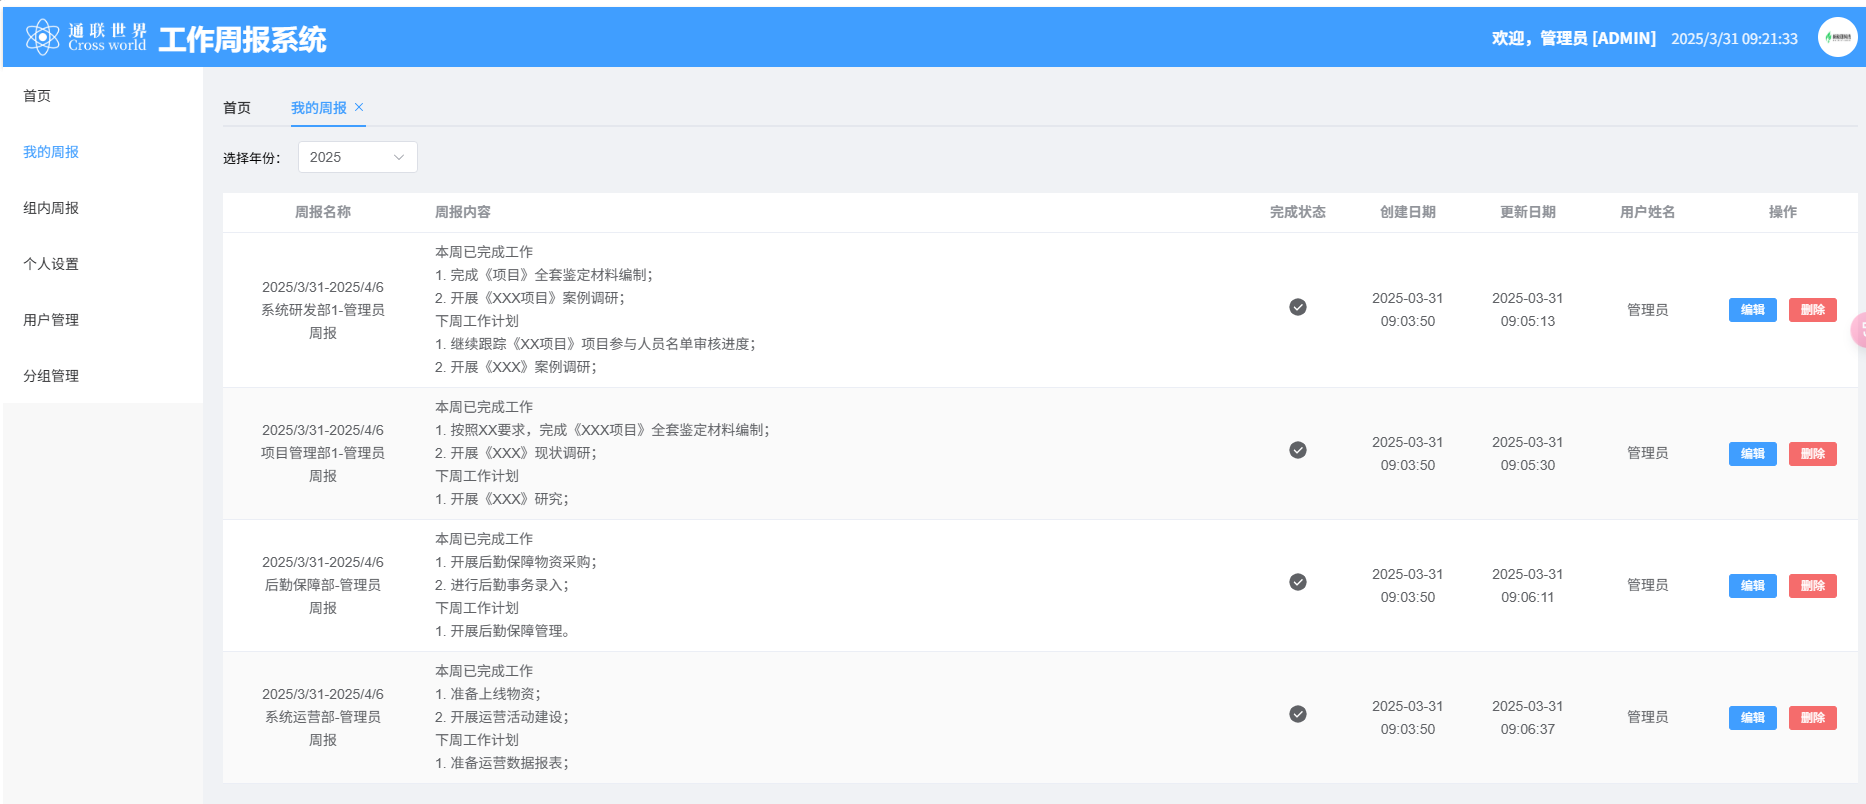 通联世界
Cross world
工作周报系统
欢迎，管理员 [ADMIN] 2025/3/31 09:21:33
首页
我的周报
组内周报
个人设置
用户管理
分组管理
首页 我的周报
选择年份： 2025
周报名称 周报内容 完成状态 创建日期 更新日期 用户姓名 操作
2025/3/31-2025/4/6
系统研发部1-管理员
周报
本周已完成工作
1. 完成《项目》全套鉴定材料编制；
2. 开展《XXX项目》案例调研；
下周工作计划
1. 继续跟踪《XX项目》项目参与人员名单审核进度；
2. 开展《XXX》案例调研；
2025-03-31
09:03:50
2025-03-31
09:05:13
管理员
编辑 删除
2025/3/31-2025/4/6
项目管理部1-管理员
周报
本周已完成工作
1. 按照XX要求，完成《XXX项目》全套鉴定材料编制；
2. 开展《XXX》现状调研；
下周工作计划
1. 开展《XXX》研究；
2025-03-31
09:03:50
2025-03-31
09:05:30
管理员
编辑 删除
2025/3/31-2025/4/6
后勤保障部-管理员
周报
本周已完成工作
1. 开展后勤保障物资采购；
2. 进行后勤事务录入；
下周工作计划
1. 开展后勤保障管理。
2025-03-31
09:03:50
2025-03-31
09:06:11
管理员
编辑 删除
2025/3/31-2025/4/6
系统运营部-管理员
周报
本周已完成工作
1. 准备上线物资；
2. 开展运营活动建设；
下周工作计划
1. 准备运营数据报表；
2025-03-31
09:03:50
2025-03-31
09:06:37
管理员
编辑 删除